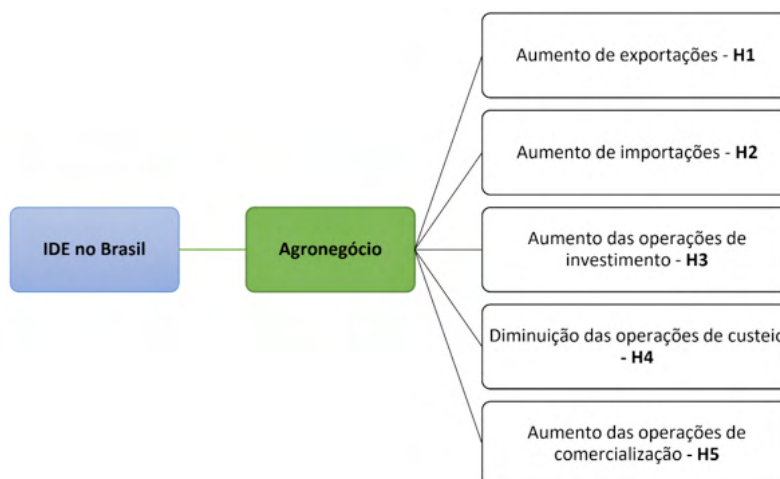 Aumento de exportações - H1
Aumento de importações - H2
IDE no Brasil
Agronegócio
Aumento das operações de
investimento - H3
Diminuição das operações de custeio
- H4
Aumento das operações de
comercialização - H5